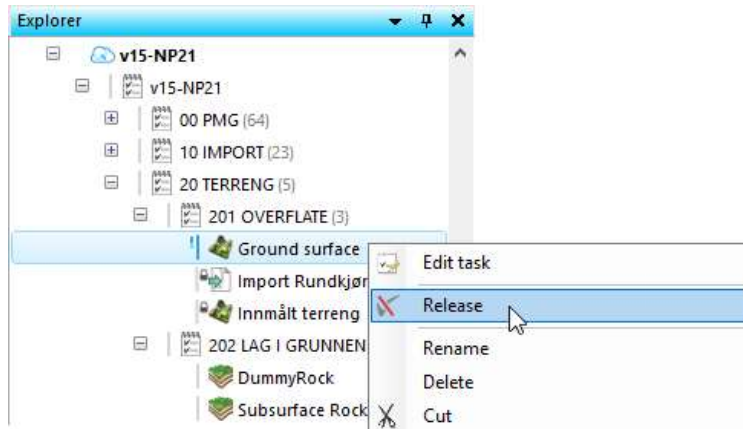 Explorer
v15-NP21
v15-NP21
00 PMG (64)
10 IMPORT (23)
20 TERRENG (5)
201 OVERFLATE (3)
Ground surface
Edit task
Import Rundkjør
Release
Innmålt terreng
202 LAG I GRUNNEN
Rename
DummyRock
Delete
Subsurface Rock
Cut